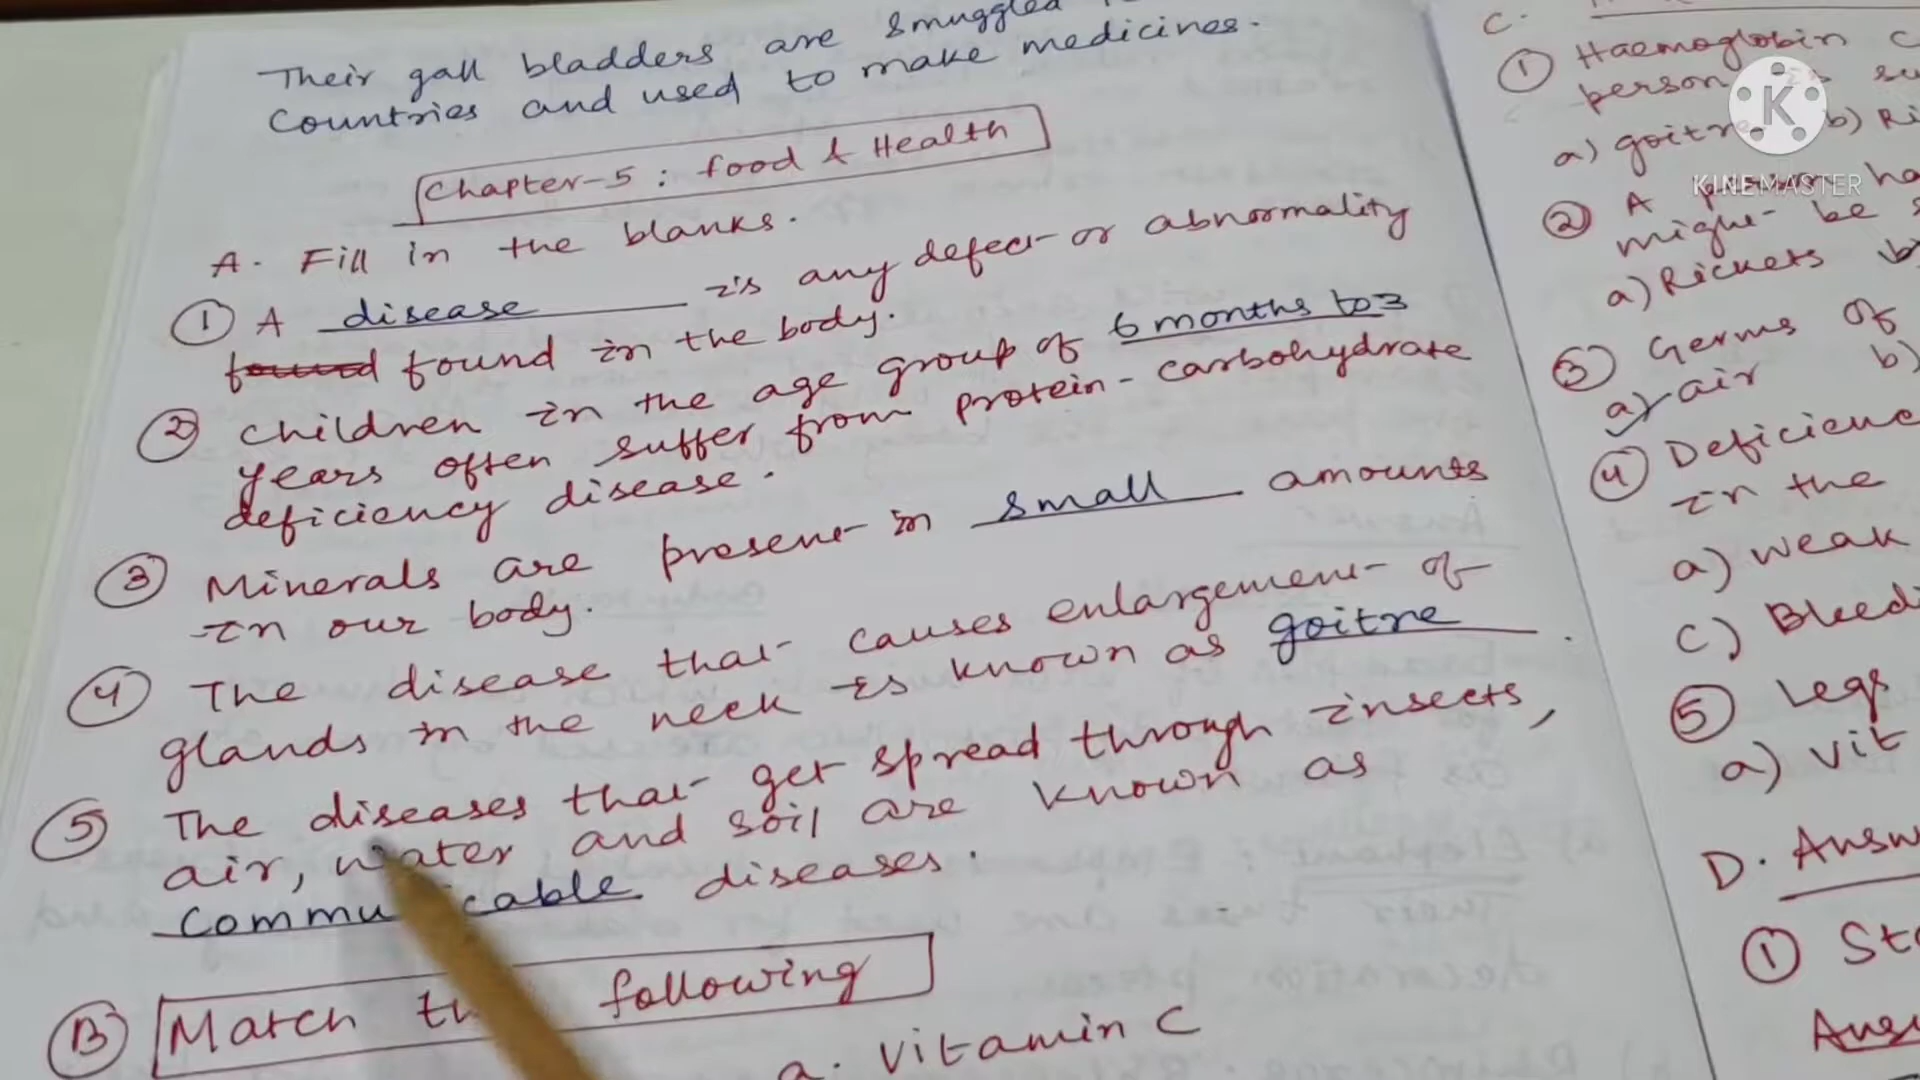 Their gall bladders are smuggled
Countries and used to make medicines.
Chapter-5 : food & Health
A. Fill in the blanks.
① A disease is any defect or abnormality
found found in the body.
② children in the age group of 6 months to 3
years often suffer from protein-carbohydrate
deficiency disease.
③ Minerals are present in small amounts
in our body.
④ The disease that causes enlargement of
glands in the neck is known as goitre.
⑤ The diseases that get spread through insects,
air, water and soil are known as
Communicable diseases.
Ⓑ Match the following
a. Vitamin C
C.
① Haemoglobin
person is
a) goitre b)
② A person
might be
a) Rickets b)
③ Germs of
a) air b)
④ Deficienc
in the
a) weak
c) Bleedi
⑤ Legs
a) vit
D. Answ
① St
Answ
K
KINEMASTER